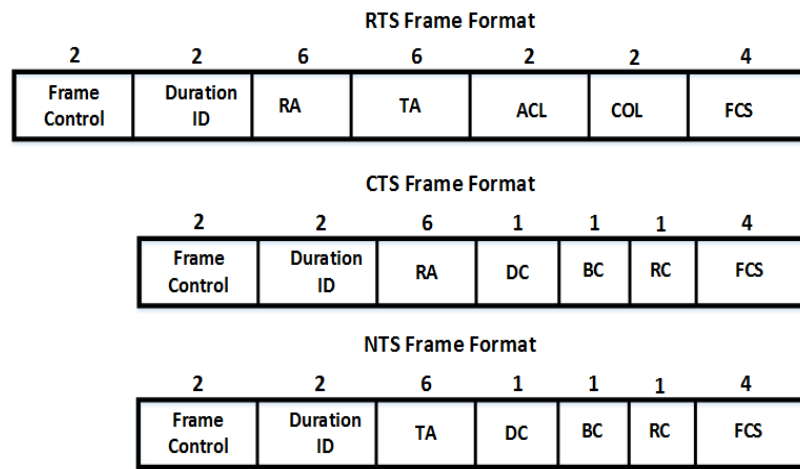 RTS Frame Format
2 2 6 6 2 2 4
Frame Control Duration ID RA TA ACL COL FCS
CTS Frame Format
2 2 6 1 1 1 4
Frame Control Duration ID RA DC BC RC FCS
NTS Frame Format
2 2 6 1 1 1 4
Frame Control Duration ID TA DC BC RC FCS